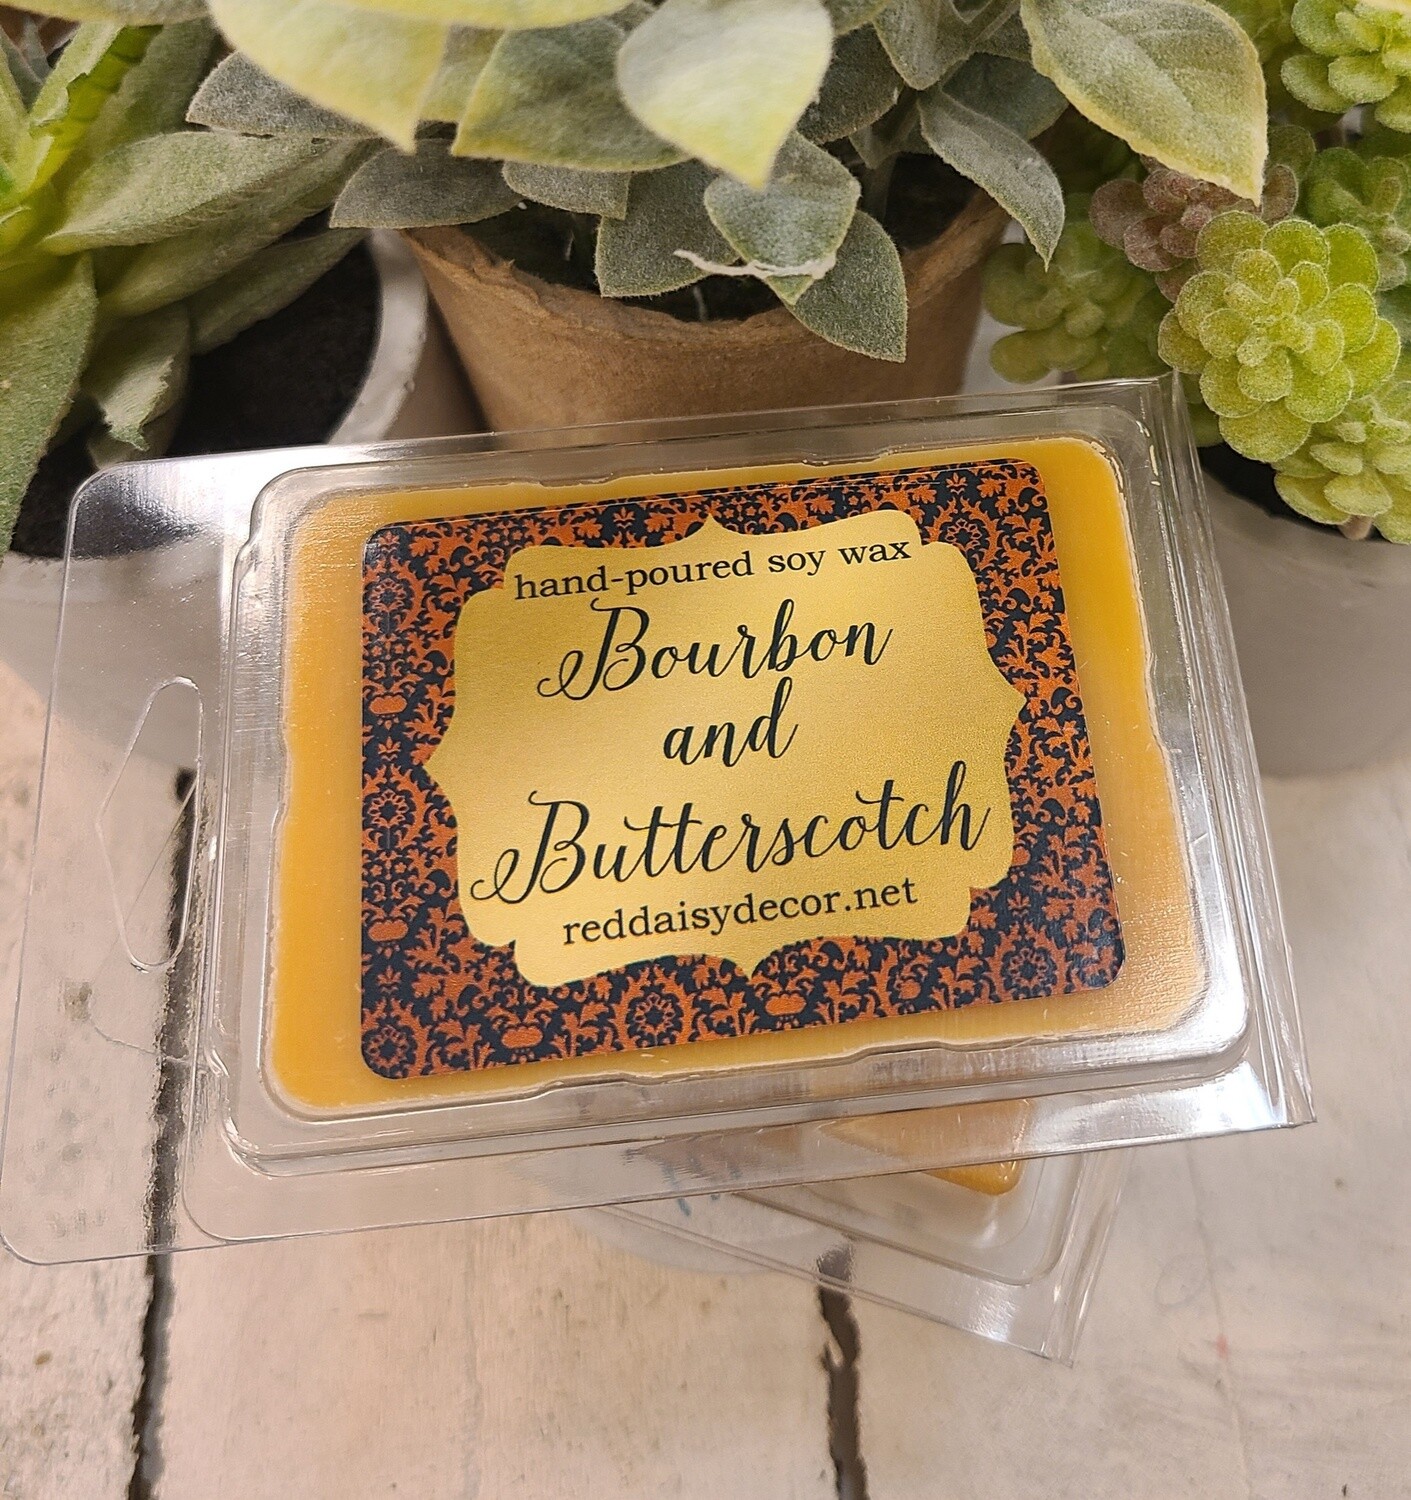 hand-poured soy wax
Bourbon
and
Butterscotch
reddaisydecor.net